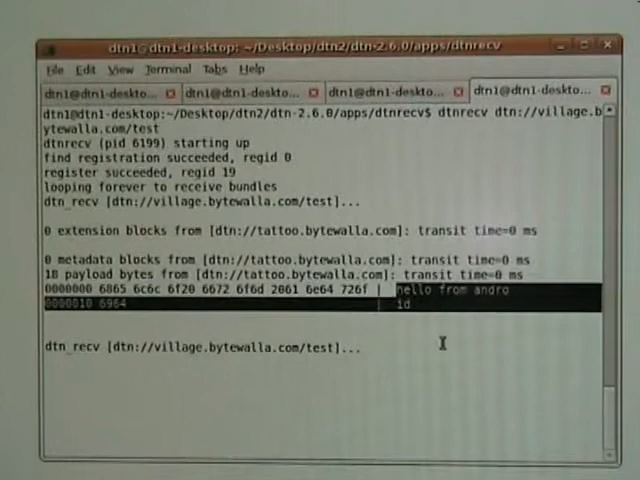 dtn1@dtn1-desktop: ~/Desktop/dtn2/dtn-2.6.0/apps/dtnrecv
File Edit View Terminal Tabs Help
dtn1@dtn1-deskto... dtn1@dtn1-deskto... dtn1@dtn1-deskto... dtn1@dtn1-deskto...
dtn1@dtn1-desktop:~/Desktop/dtn2/dtn-2.6.0/apps/dtnrecv$ dtnrecv dtn://village.b
ytewalla.com/test
dtnrecv (pid 6199) starting up
find registration succeeded, regid 0
register succeeded, regid 19
looping forever to receive bundles
dtn_recv [dtn://village.bytewalla.com/test]...
0 extension blocks from [dtn://tattoo.bytewalla.com]: transit time=0 ms
0 metadata blocks from [dtn://tattoo.bytewalla.com]: transit time=0 ms
18 payload bytes from [dtn://tattoo.bytewalla.com]: transit time=0 ms
0000000 6865 6c6c 6f20 6672 6f6d 2061 6e64 726f | hello from andro
0000010 6964 | id
dtn_recv [dtn://village.bytewalla.com/test]...